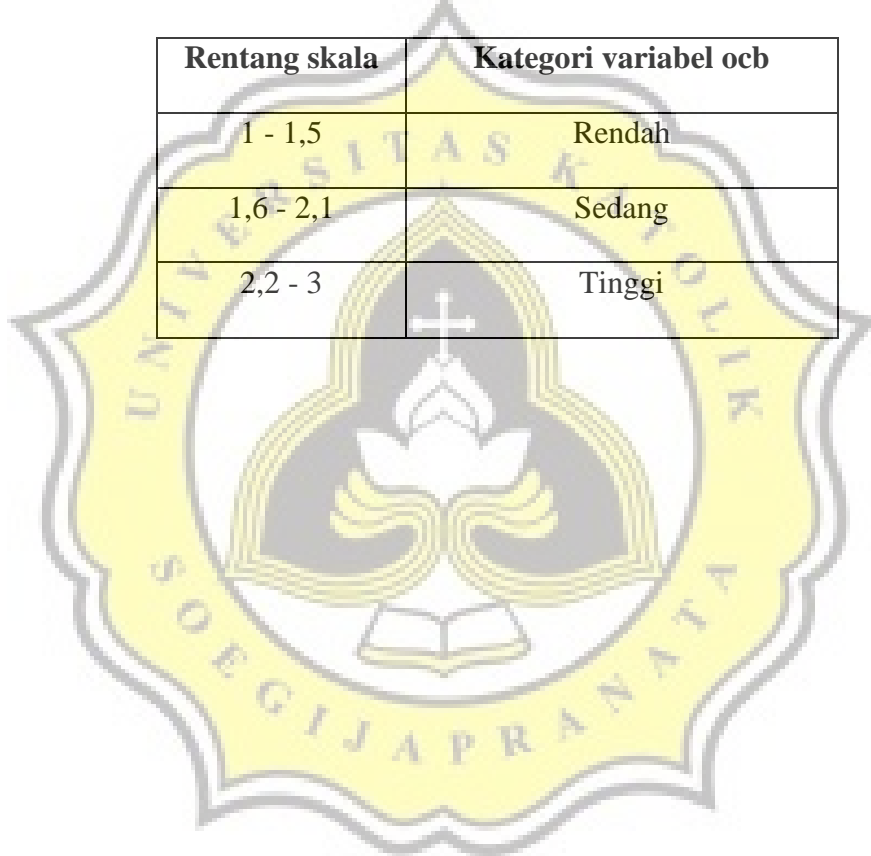 Rentang skala Kategori variabel ocb
1 - 1,5 Rendah
1,6 - 2,1 Sedang
2,2 - 3 Tinggi
UNIVERSITAS KATOLIK
SOEGIJAPRANATA